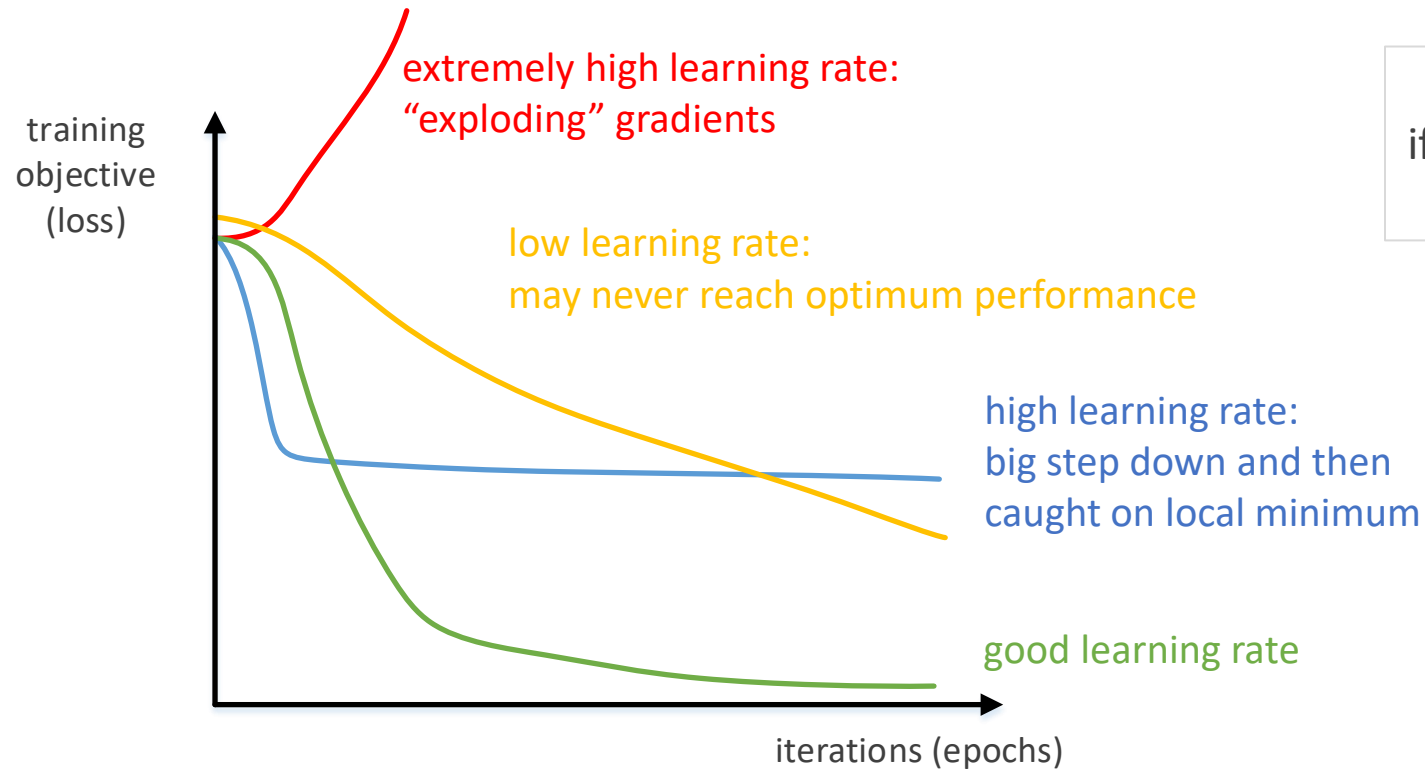 training
objective
(loss)
extremely high learning rate:
“exploding” gradients
if
low learning rate:
may never reach optimum performance
high learning rate:
big step down and then
caught on local minimum
good learning rate
iterations (epochs)